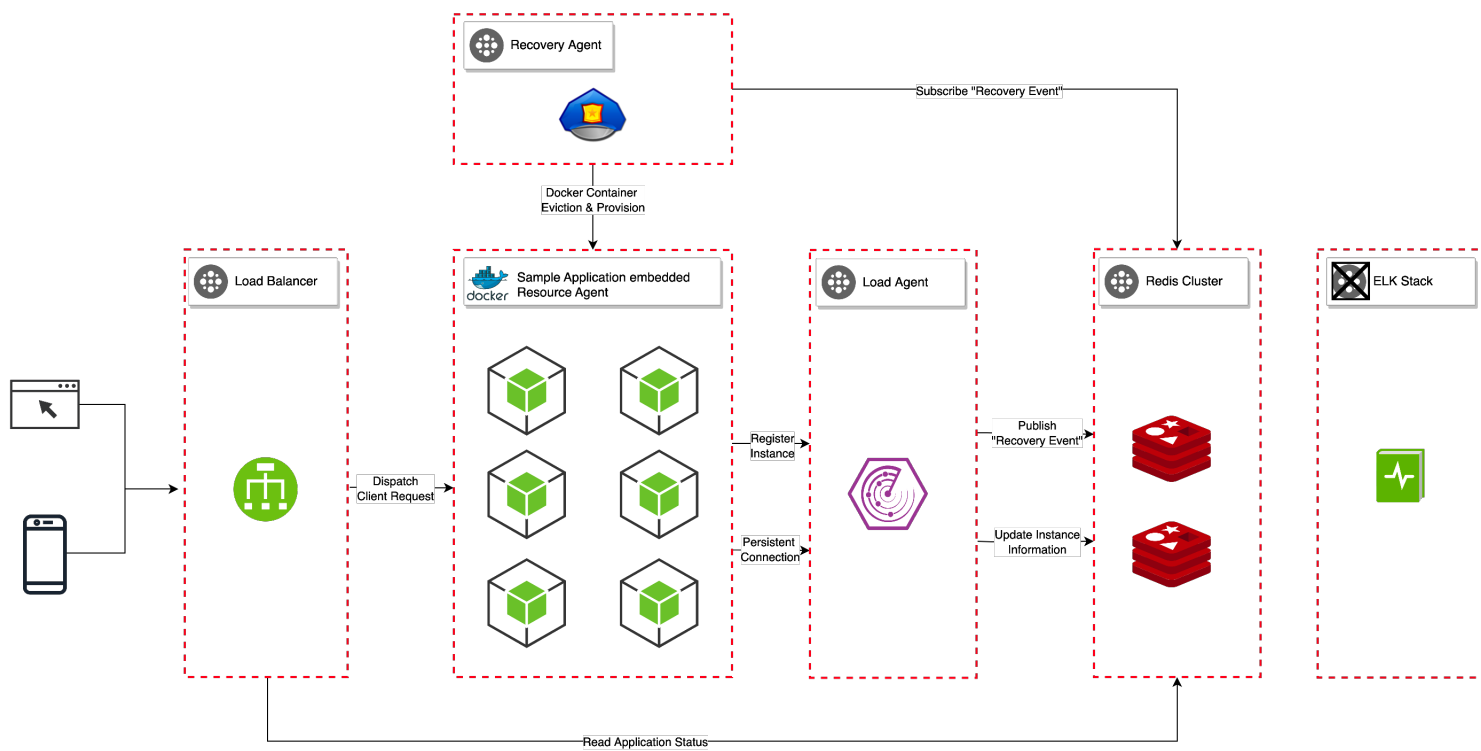 Recovery Agent
Subscribe "Recovery Event"
Docker Container
Eviction & Provision
Load Balancer
docker
Sample Application embedded
Resource Agent
Load Agent
Redis Cluster
ELK Stack
Dispatch
Client Request
Register
Instance
Persistent
Connection
Publish
"Recovery Event"
Update Instance
Information
Read Application Status